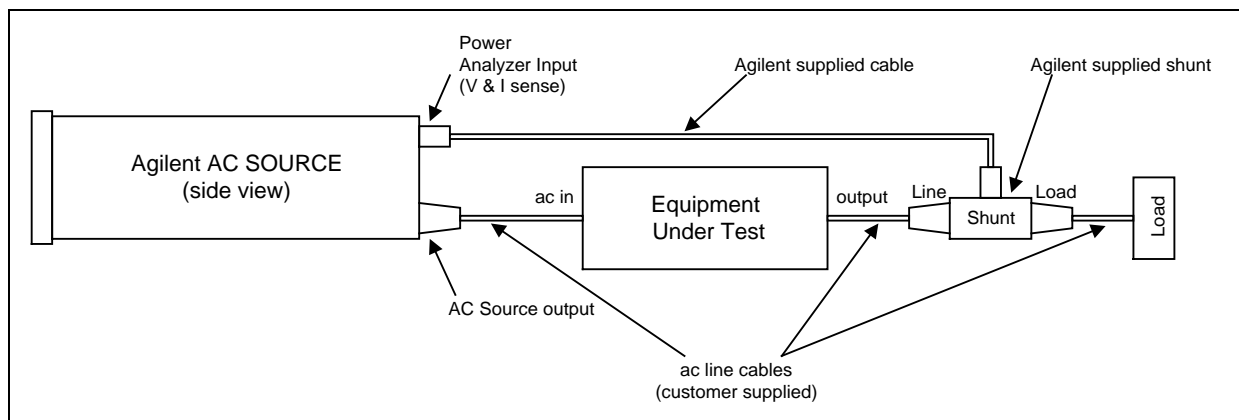 Power
Analyzer Input
(V & I sense)
Agilent supplied cable
Agilent supplied shunt
Agilent AC SOURCE
(side view)
ac in
Equipment
Under Test
output
Line
Shunt
Load
Load
AC Source output
ac line cables
(customer supplied)